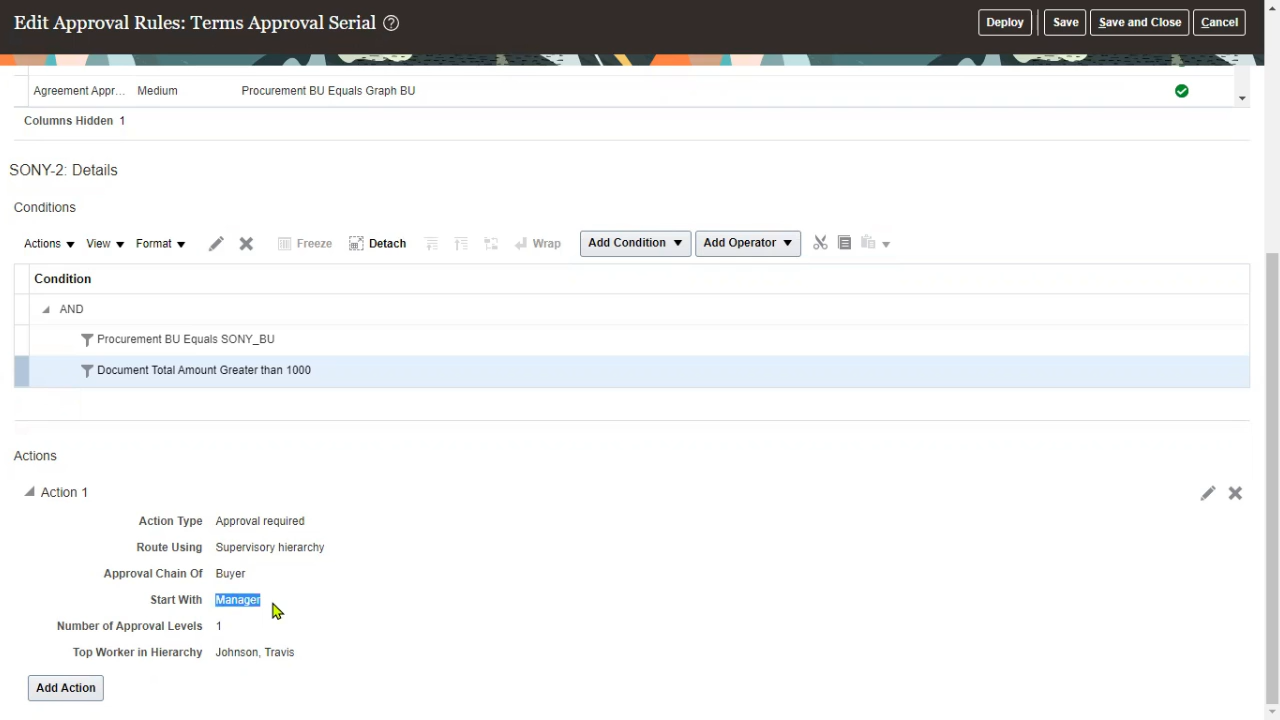 Edit Approval Rules: Terms Approval Serial
Deploy Save Save and Close Cancel
Agreement Appr... Medium Procurement BU Equals Graph BU
Columns Hidden 1
SONY-2: Details
Conditions
Actions View Format Freeze Detach Wrap Add Condition Add Operator
Condition
AND
Procurement BU Equals SONY_BU
Document Total Amount Greater than 1000
Actions
Action 1
Action Type Approval required
Route Using Supervisory hierarchy
Approval Chain Of Buyer
Start With Manager
Number of Approval Levels 1
Top Worker in Hierarchy Johnson, Travis
Add Action